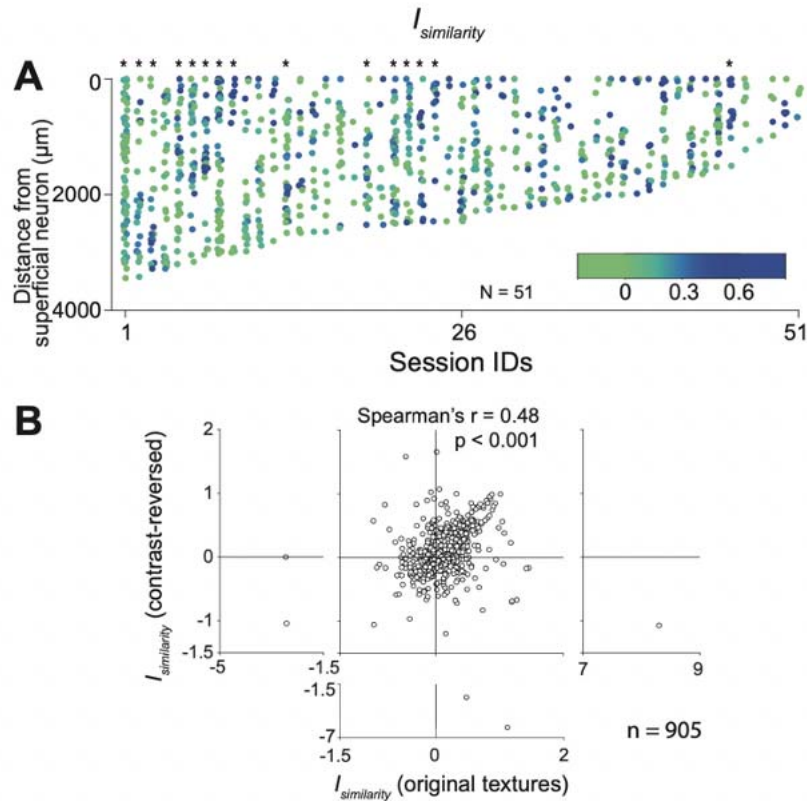 I similarity
* * * * * * * * * * * * * * *
A
0
2000
4000
Distance from
superficial neuron (µm)
N = 51
0 0.3 0.6
1 26 51
Session IDs
B
Spearman's r = 0.48
p < 0.001
2
1
0
-1
-1.5
I similarity (contrast-reversed)
-5 -1.5 7 9
-1.5
-7
-1.5 0 2
n = 905
I similarity (original textures)